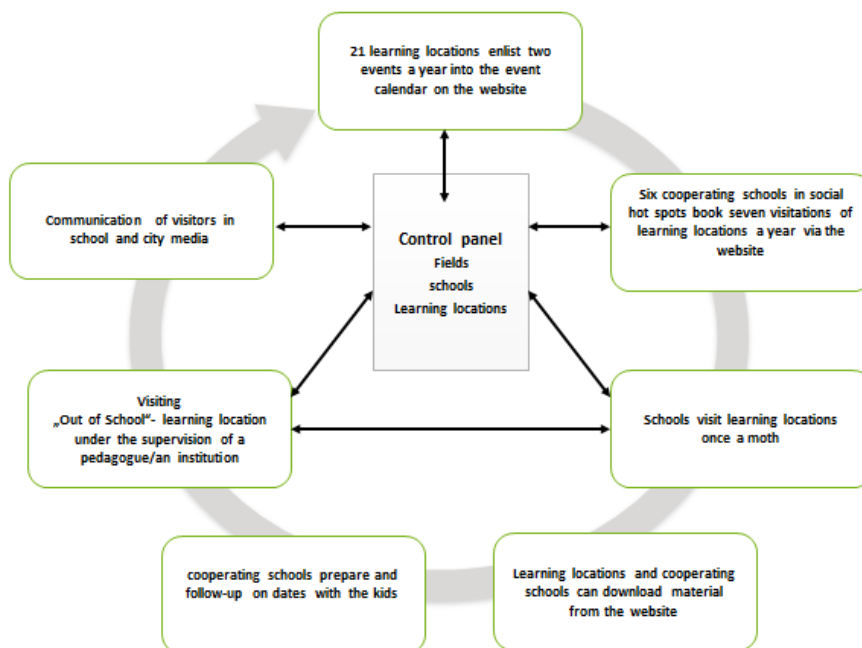 21 learning locations enlist two
events a year into the event
calendar on the website
Six cooperating schools in social
hot spots book seven visitations of
learning locations a year via the
website
Communication of visitors in
school and city media
Control panel
Fields
schools
Learning locations
Visiting
„Out of School“- learning location
under the supervision of a
pedagogue/an institution
Schools visit learning locations
once a moth
cooperating schools prepare and
follow-up on dates with the kids
Learning locations and cooperating
schools can download material
from the website